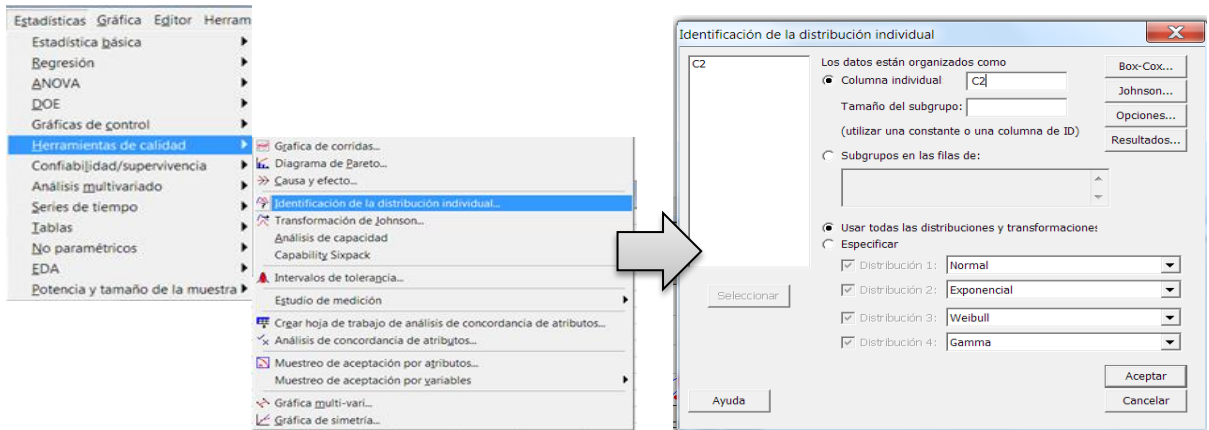 Estadísticas Gráfica Editor Herram
Estadística básica
Regresión
ANOVA
DOE
Gráficas de control
Herramientas de calidad
Confiabilidad/supervivencia
Análisis multivariado
Series de tiempo
Tablas
No paramétricos
EDA
Potencia y tamaño de la muestra
Grafica de corridas...
Diagrama de Pareto...
Causa y efecto...
Identificación de la distribución individual...
Transformación de Johnson...
Análisis de capacidad
Capability Sixpack
Intervalos de tolerancia...
Estudio de medición
Crear hoja de trabajo de análisis de concordancia de atributos...
Análisis de concordancia de atributos...
Muestreo de aceptación por atributos...
Muestreo de aceptación por variables
Gráfica multi-vari...
Gráfica de simetría...
Identificación de la distribución individual
C2
Los datos están organizados como
Columna individual C2
Tamaño del subgrupo:
(utilizar una constante o una columna de ID)
Subgrupos en las filas de:
Usar todas las distribuciones y transformaciones
Especificar
Distribución 1: Normal
Distribución 2: Exponencial
Distribución 3: Weibull
Distribución 4: Gamma
Box-Cox...
Johnson...
Opciones...
Resultados...
Seleccionar
Ayuda
Aceptar
Cancelar